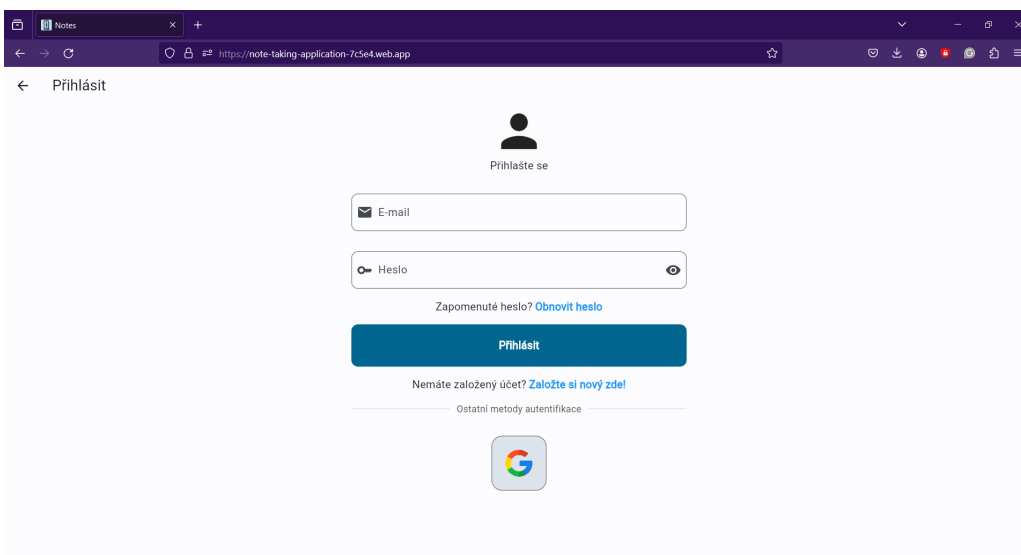 Notes
https://note-taking-application-7c5e4.web.app
Přihlásit
Přihlašte se
E-mail
Heslo
Zapomenuté heslo? Obnovit heslo
Přihlásit
Nemáte založený účet? Založte si nový zde!
Ostatní metody autentifikace
G